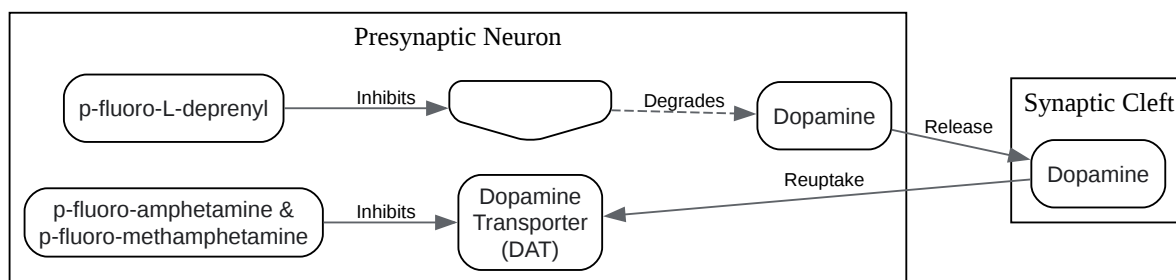 Presynaptic Neuron
p-fluoro-L-deprenyl
Inhibits
Degrades
Dopamine
Release
Synaptic Cleft
Dopamine
p-fluoro-amphetamine &
p-fluoro-methamphetamine
Inhibits
Dopamine
Transporter
(DAT)
Reuptake